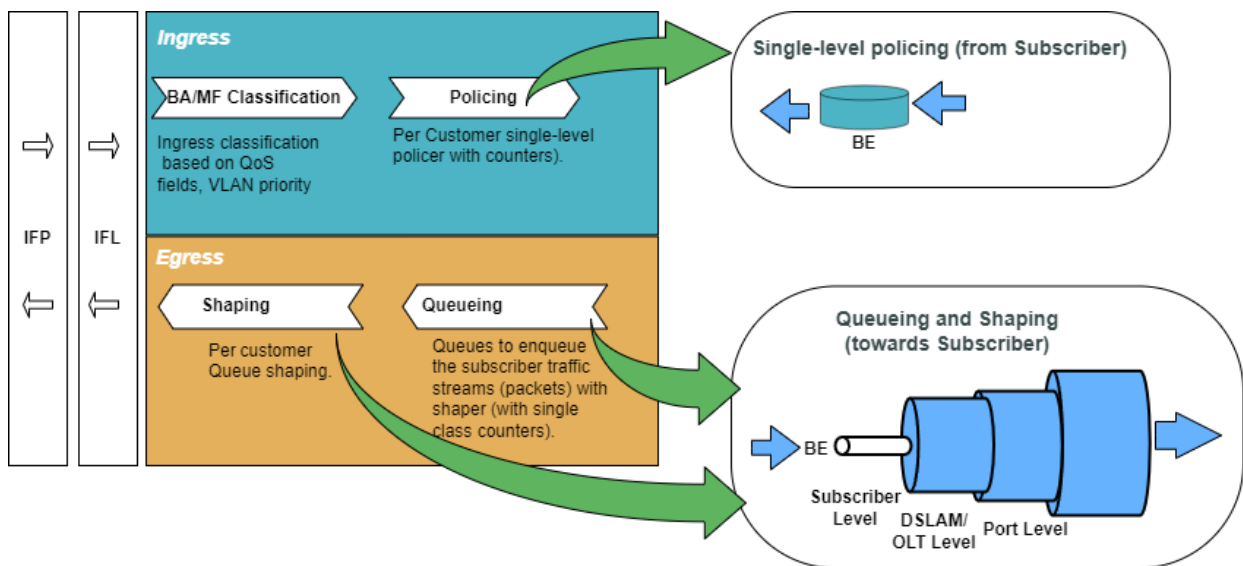 IFP
IFL
Ingress
BA/MF Classification
Ingress classification
based on QoS
fields, VLAN priority
Policing
Per Customer single-level
policer with counters).
Egress
Shaping
Per customer
Queue shaping.
Queueing
Queues to enqueue
the subscriber traffic
streams (packets) with
shaper (with single
class counters).
Single-level policing (from Subscriber)
BE
Queueing and Shaping
(towards Subscriber)
BE
Subscriber
Level
DSLAM/
OLT Level
Port Level